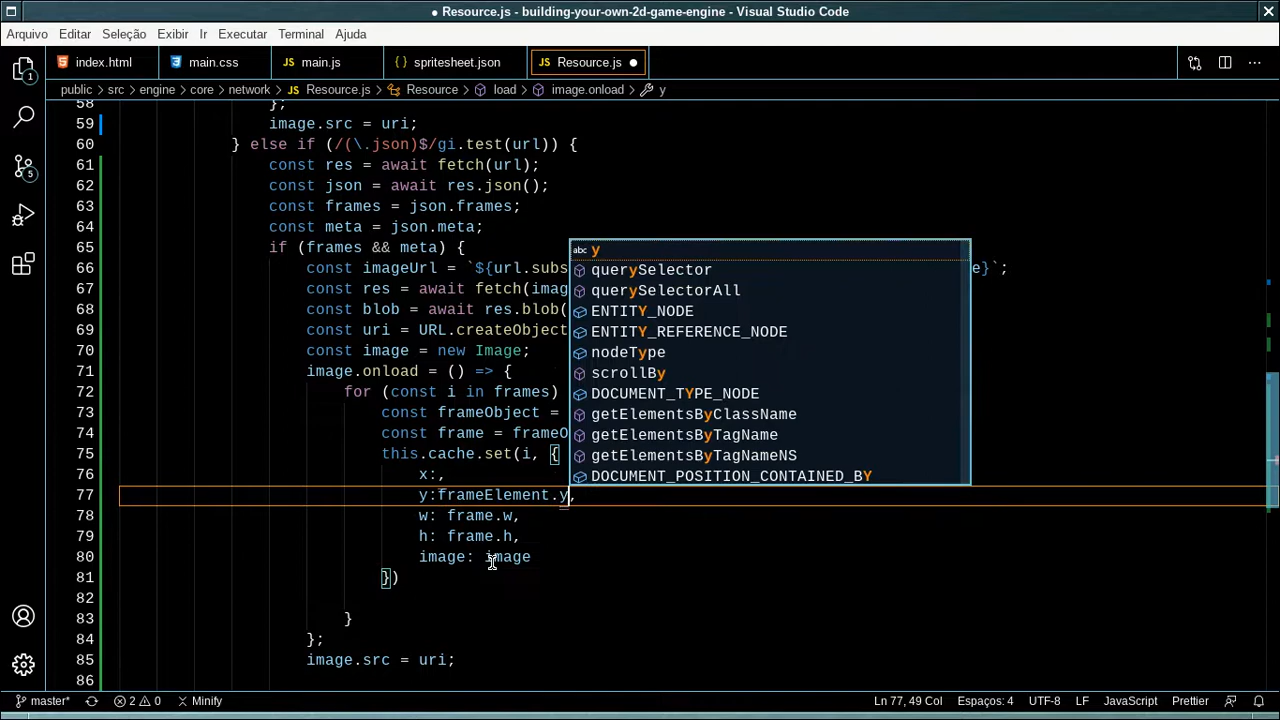 ● Resource.js - building-your-own-2d-game-engine - Visual Studio Code
Arquivo Editar Seleção Exibir Ir Executar Terminal Ajuda
index.html main.css JS main.js { } spritesheet.json JS Resource.js
public > src > engine > core > network > JS Resource.js > Resource > load > image.onload > y
58 };
59 image.src = uri;
60 } else if (/(\.json)$/gi.test(url)) {
61 const res = await fetch(url);
62 const json = await res.json();
63 const frames = json.frames;
64 const meta = json.meta;
65 if (frames && meta) {
66 const imageUrl = `${url.subs e}`;
67 const res = await fetch(imag
68 const blob = await res.blob(
69 const uri = URL.createObject
70 const image = new Image;
71 image.onload = () => {
72 for (const i in frames)
73 const frameObject =
74 const frame = frameO
75 this.cache.set(i, {
76 x:,
77 y:frameElement.y,
78 w: frame.w,
79 h: frame.h,
80 image: image
81 })
82
83 }
84 };
85 image.src = uri;
86
abc y
querySelector
querySelectorAll
ENTITY_NODE
ENTITY_REFERENCE_NODE
nodeType
scrollBy
DOCUMENT_TYPE_NODE
getElementsByClassName
getElementsByTagName
getElementsByTagNameNS
DOCUMENT_POSITION_CONTAINED_BY
1
5
master* 2 0 Minify Ln 77, 49 Col Espaços: 4 UTF-8 LF JavaScript Prettier